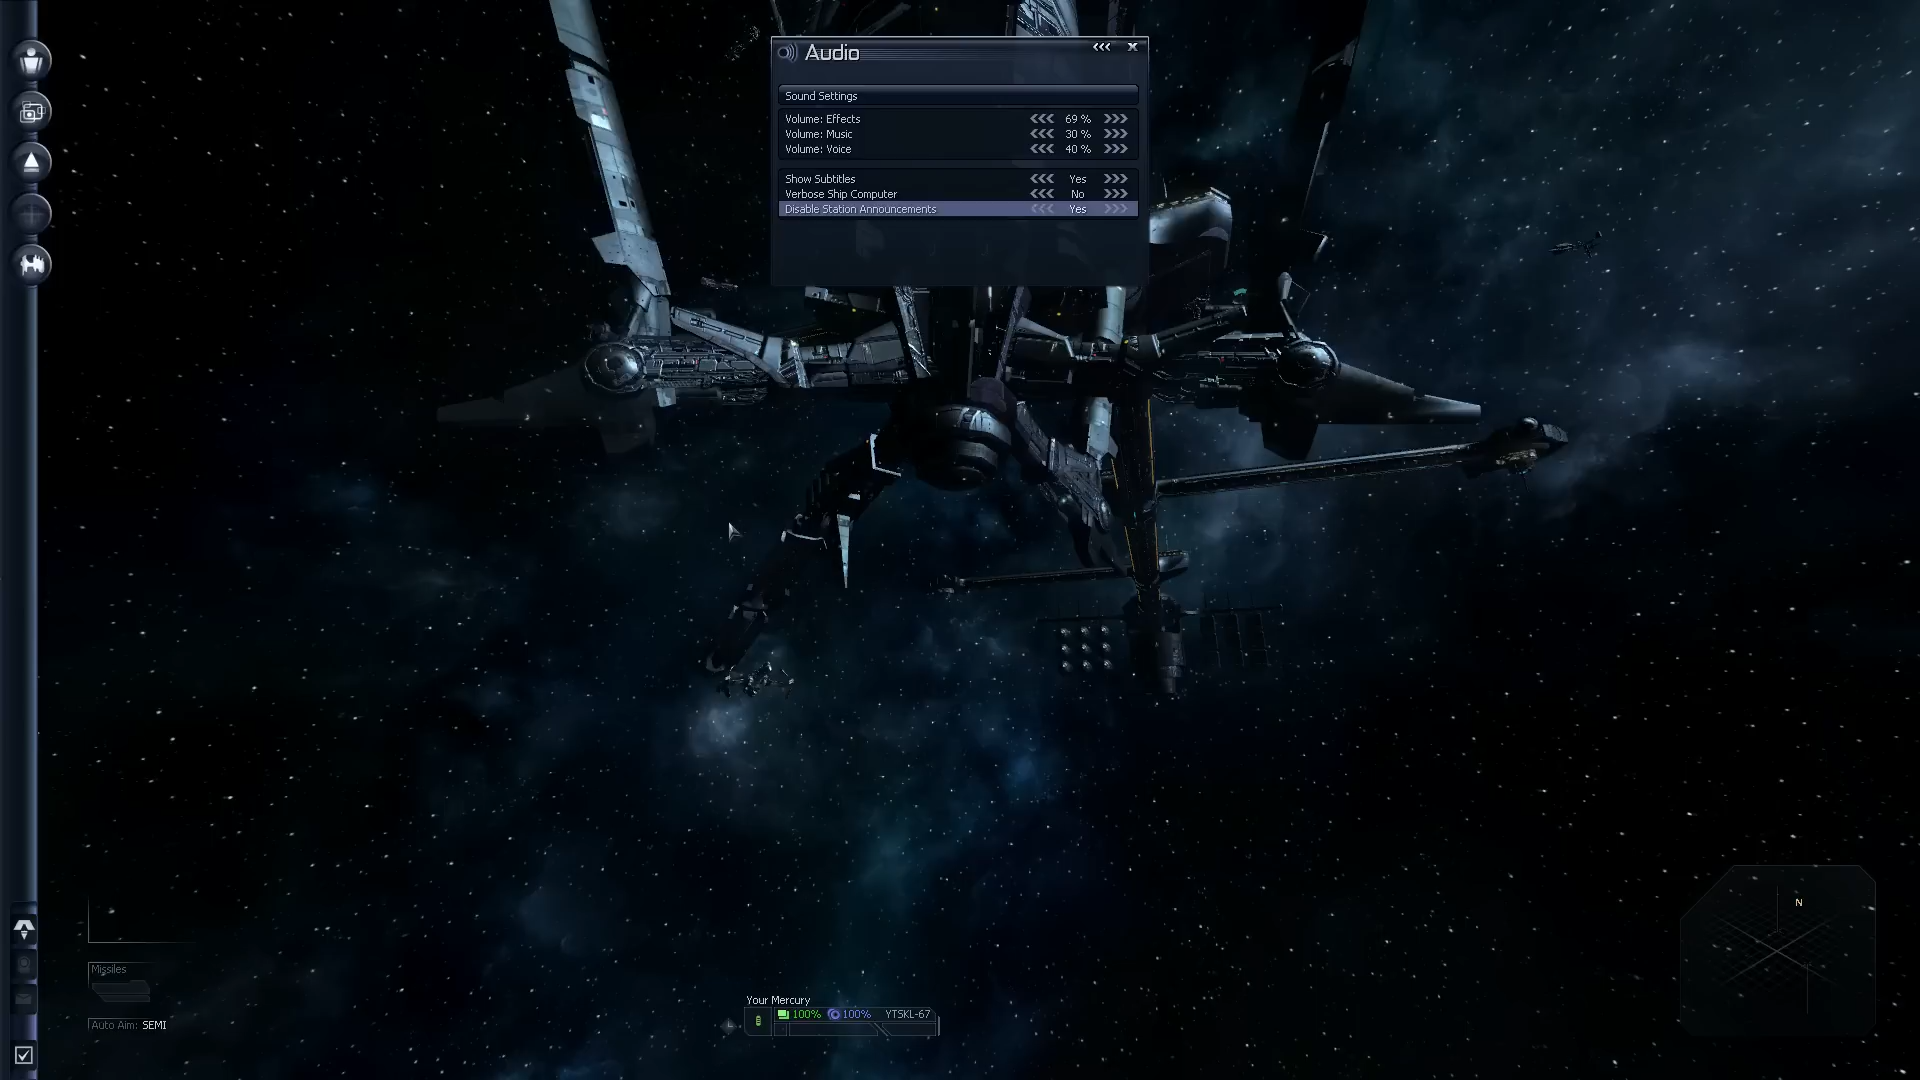 Audio
Sound Settings
Volume: Effects 69 %
Volume: Music 30 %
Volume: Voice 40 %
Show Subtitles Yes
Verbose Ship Computer No
Disable Station Announcements Yes
N
Missiles
Your Mercury
100% 100% YTSKL-67
Auto Aim: SEMI